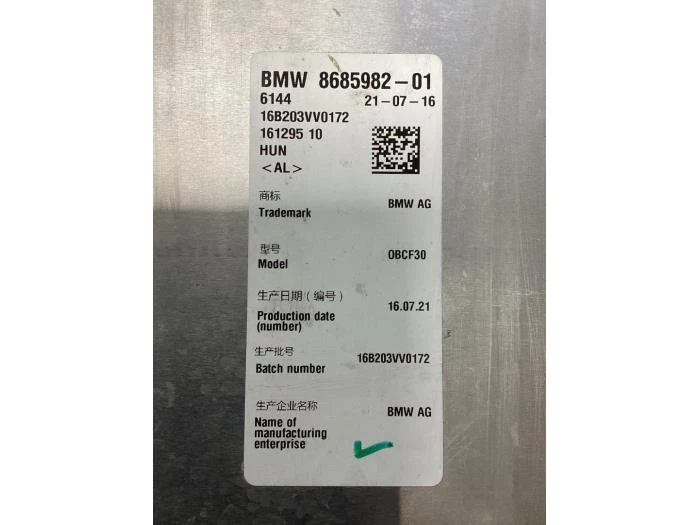 BMW 8685982-01
6144 21-07-16
16B203VV0172
161295 10
HUN
<AL>
商标
Trademark BMW AG
型号
Model OBCF30
生产日期（编号）
Production date 16.07.21
(number)
生产批号
Batch number 16B203VV0172
生产企业名称
Name of BMW AG
manufacturing
enterprise